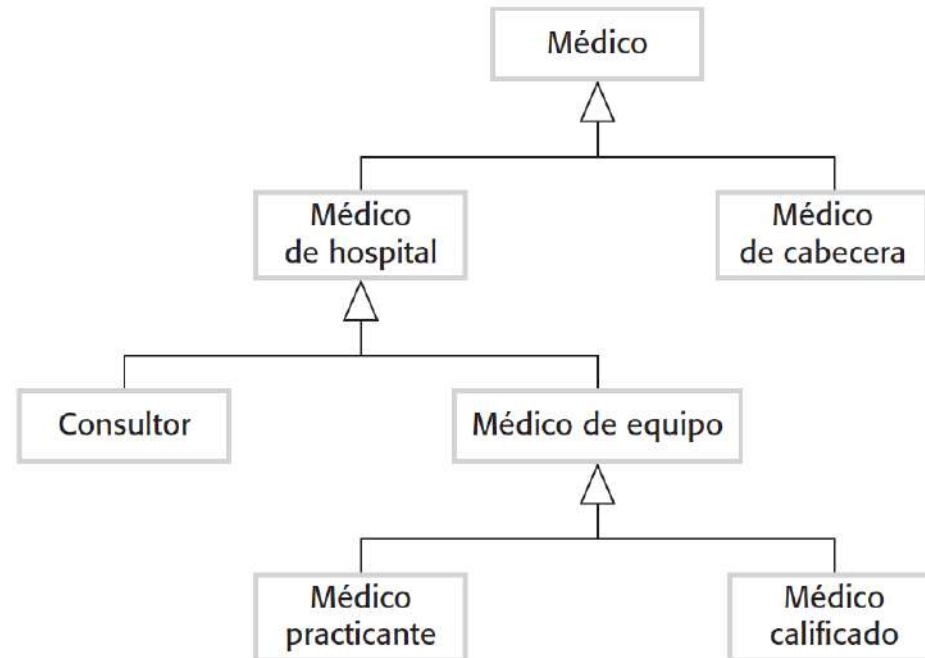 Médico
Médico
de hospital
Médico
de cabecera
Consultor
Médico de equipo
Médico
practicante
Médico
calificado